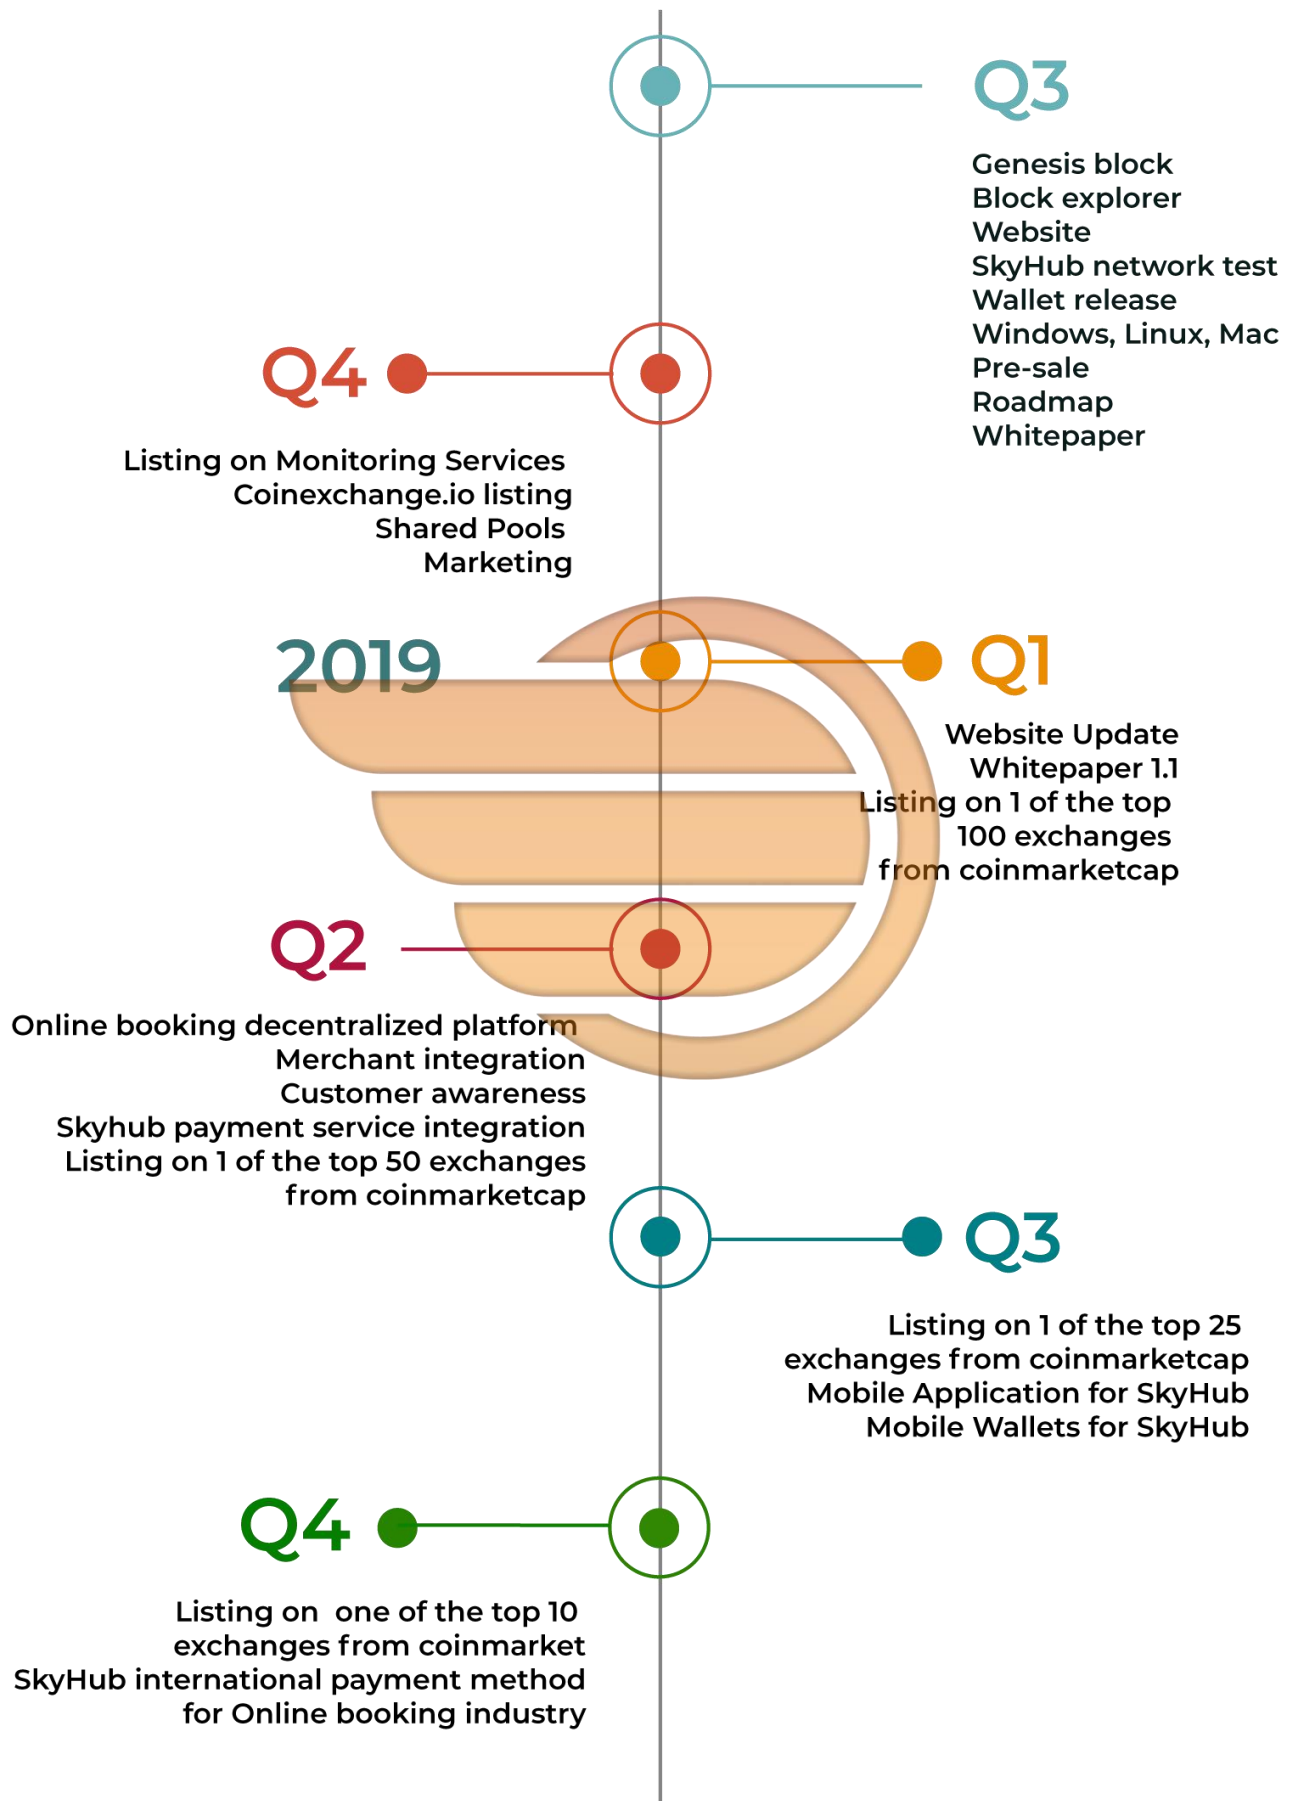 Q3
Genesis block
Block explorer
Website
SkyHub network test
Wallet release
Windows, Linux, Mac
Pre-sale
Roadmap
Whitepaper
Q4
Listing on Monitoring Services
Coinexchange.io listing
Shared Pools
Marketing
2019
Q1
Website Update
Whitepaper 1.1
Listing on 1 of the top
100 exchanges
from coinmarketcap
Q2
Online booking decentralized platform
Merchant integration
Customer awareness
Skyhub payment service integration
Listing on 1 of the top 50 exchanges
from coinmarketcap
Q3
Listing on 1 of the top 25
exchanges from coinmarketcap
Mobile Application for SkyHub
Mobile Wallets for SkyHub
Q4
Listing on  one of the top 10
exchanges from coinmarket
SkyHub international payment method
for Online booking industry